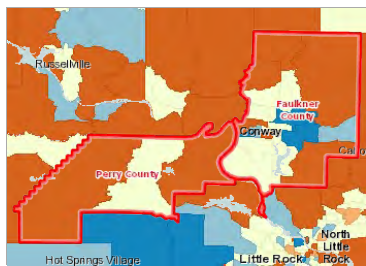 Russellville
Faulkner
County
Conway
Perry County
North
Little
Rock
Little Rock
Hot Springs Village